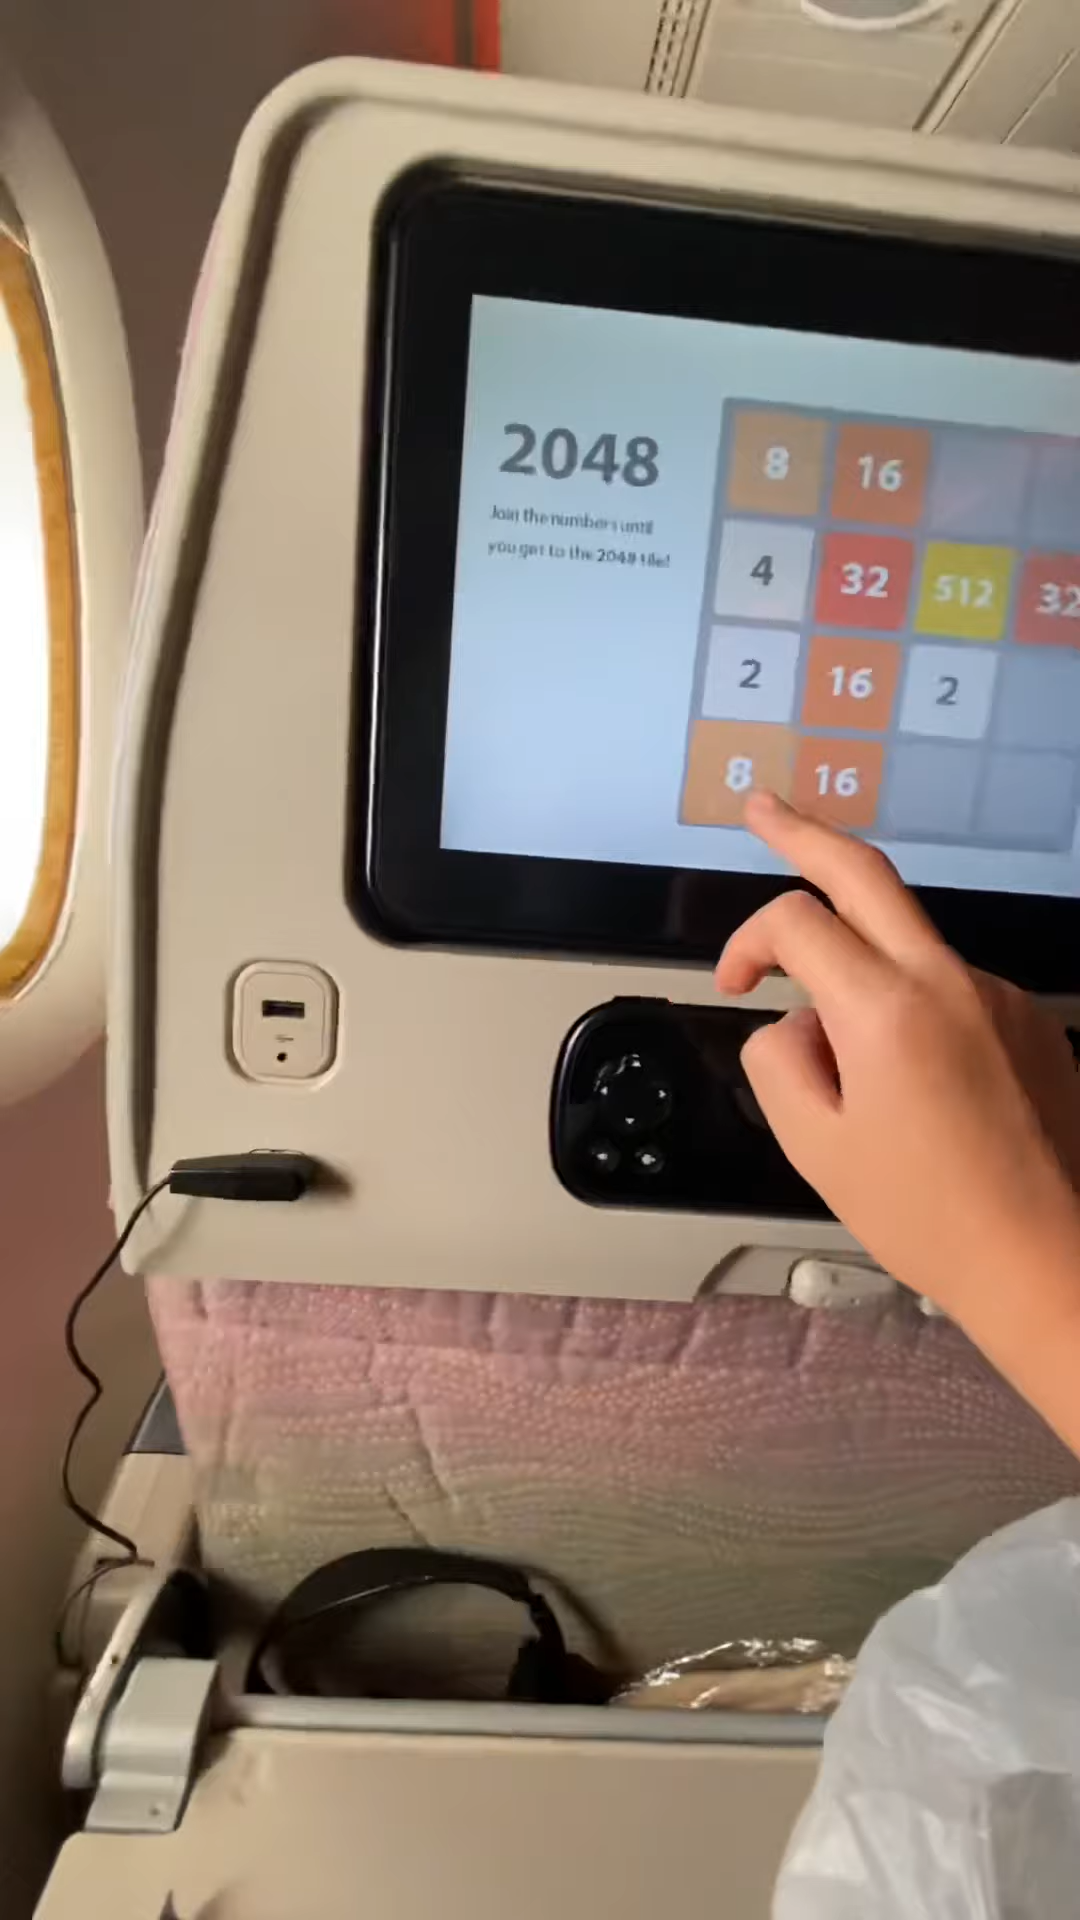 2048
Join the numbers until
you get to the 2048 tile!
8 16
4 32 512 32
2 16 2
8 16